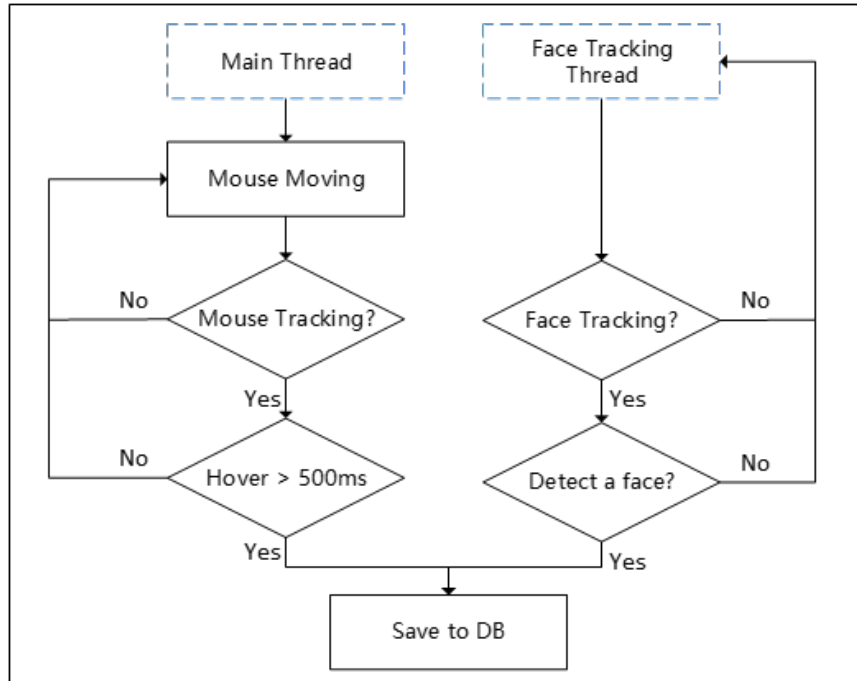 Main Thread
Face Tracking
Thread
Mouse Moving
No
Mouse Tracking?
Face Tracking?
No
Yes
Yes
No
Hover > 500ms
Detect a face?
No
Yes
Yes
Save to DB